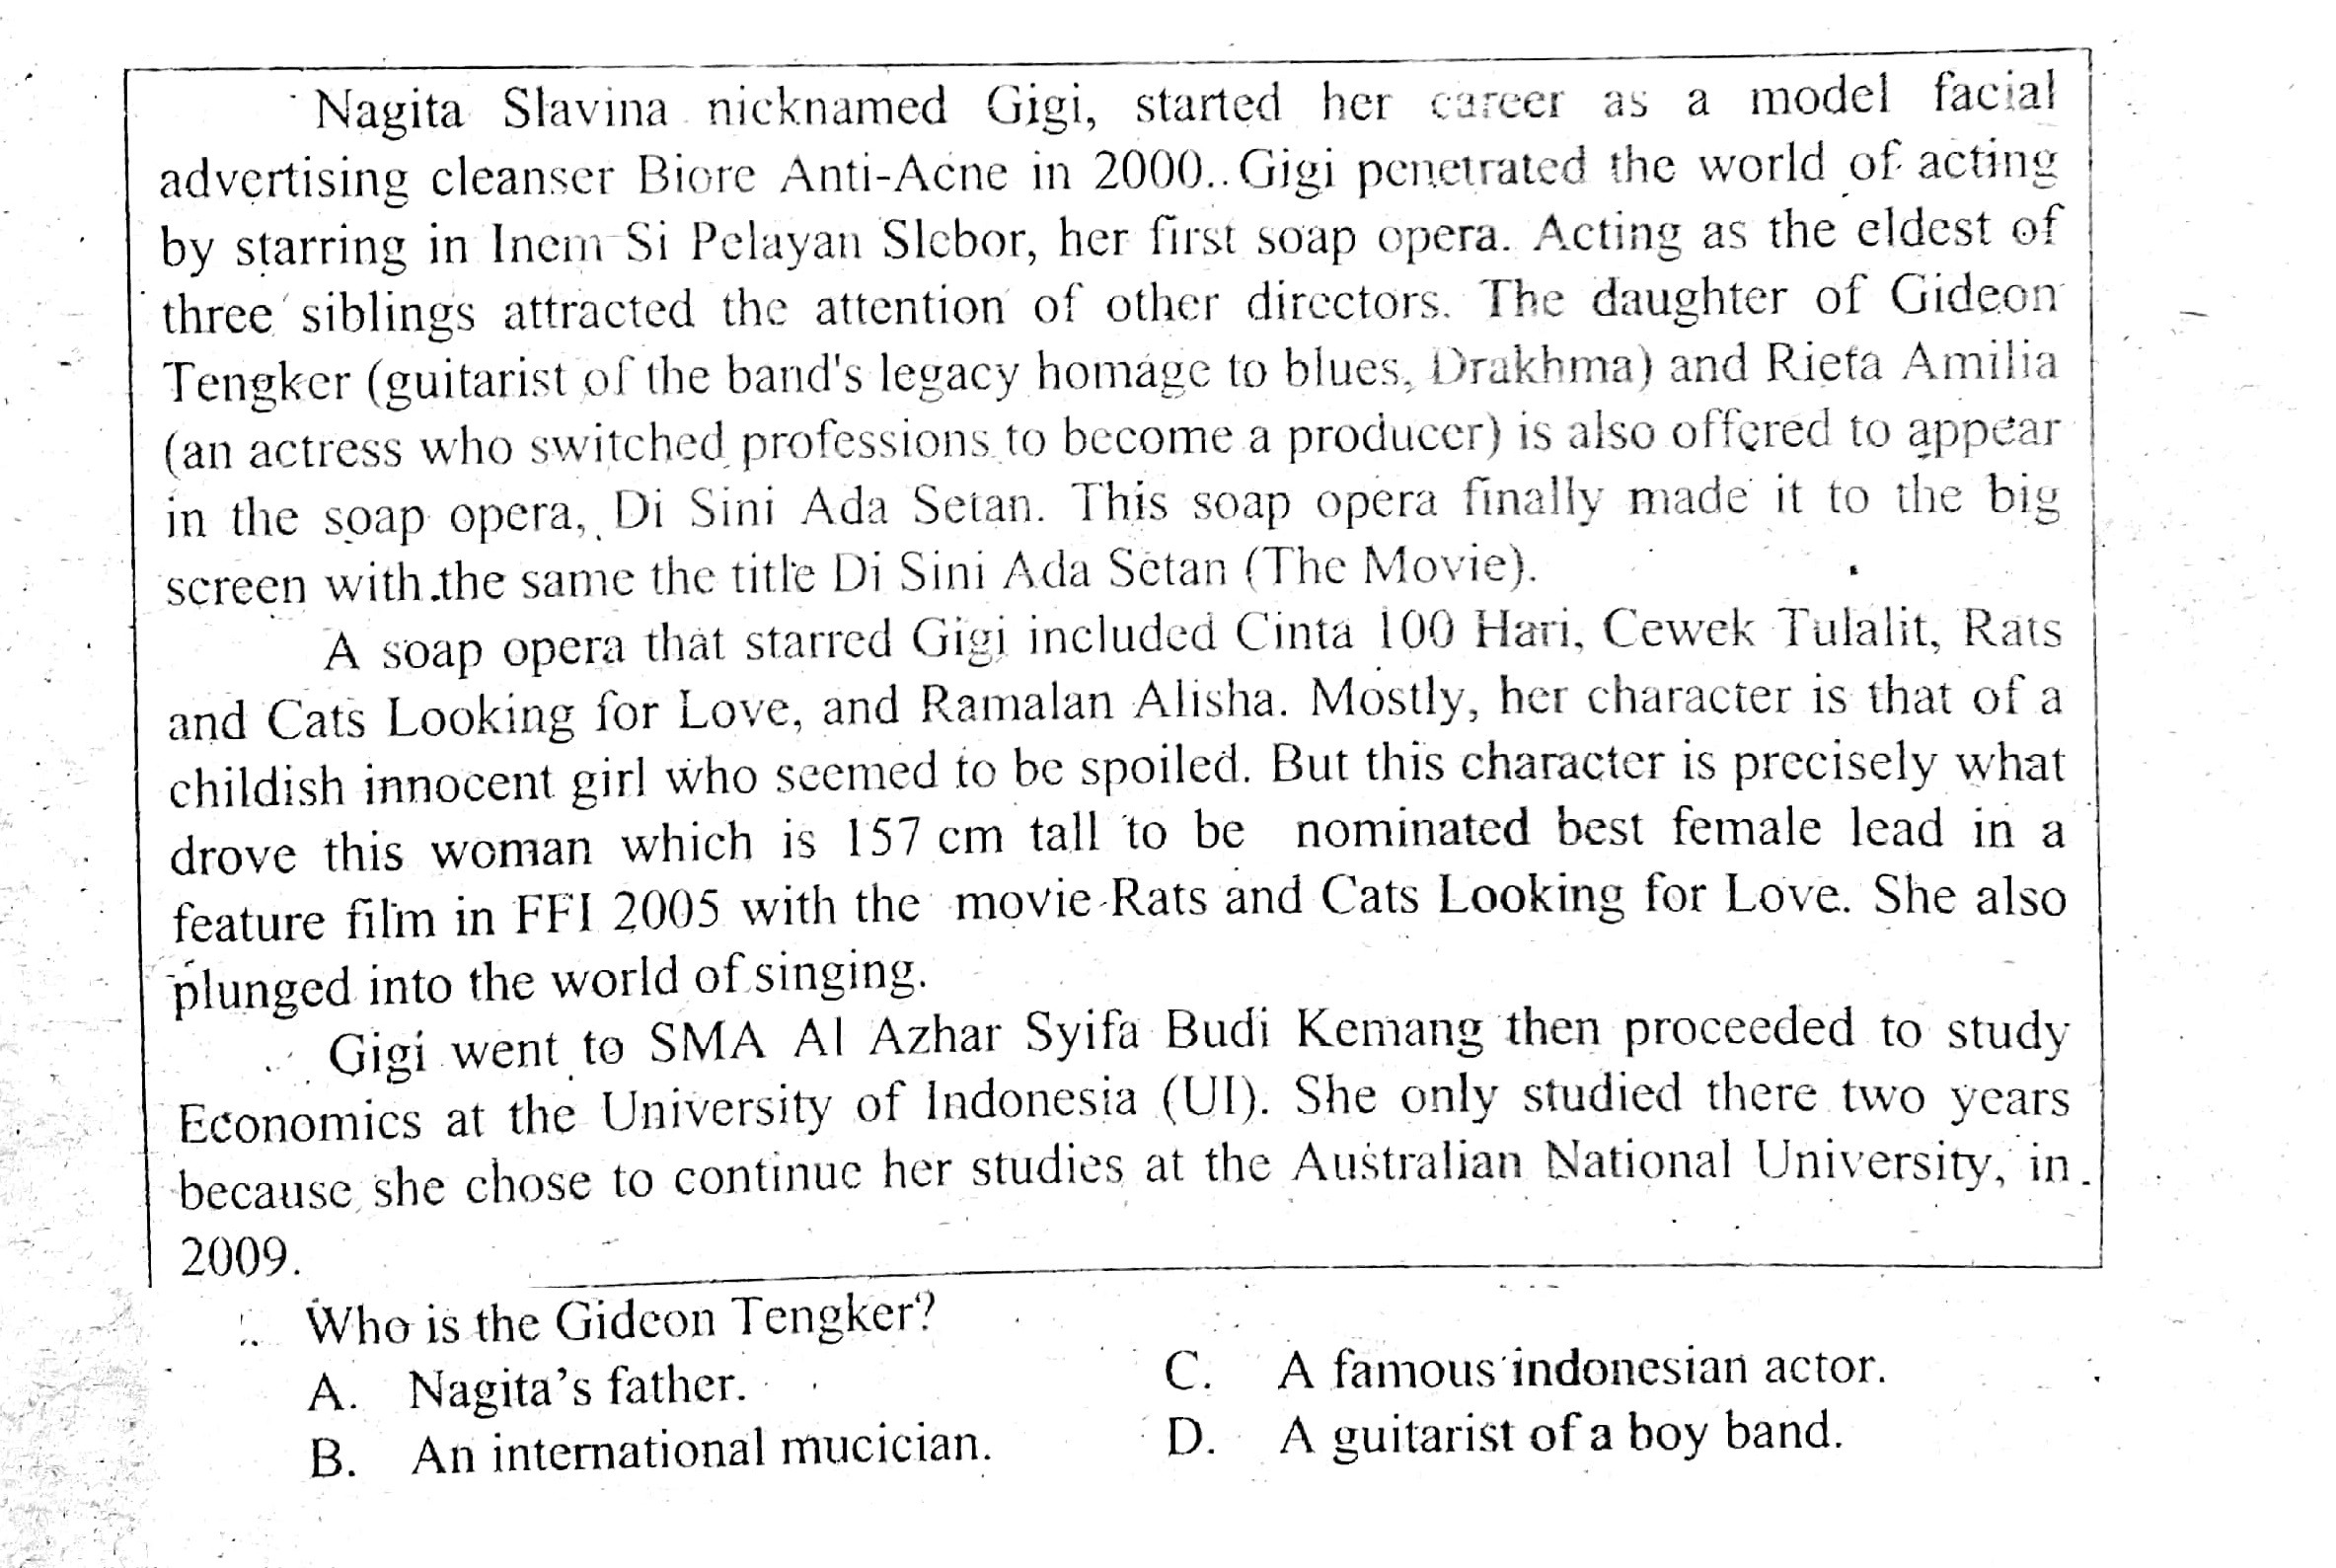 Nagita Slavina nicknamed Gigi, started her career as a model facial
advertising cleanser Biore Anti-Acne in 2000.. Gigi penetrated the world of acting
by starring in Inem Si Pelayan Slebor, her first soap opera. Acting as the eldest of
three siblings attracted the attention of other directors. The daughter of Gideon
Tengker (guitarist of the band's legacy homage to blues, Drakhma) and Rieta Amilia
(an actress who switched professions to become a producer) is also offered to appear
in the soap opera, Di Sini Ada Setan. This soap opera finally made it to the big
screen with the same the title Di Sini Ada Setan (The Movie).
A soap opera that starred Gigi included Cinta 100 Hari, Cewek Tulalit, Rats
and Cats Looking for Love, and Ramalan Alisha. Mostly, her character is that of a
childish innocent girl who seemed to be spoiled. But this character is precisely what
drove this woman which is 157 cm tall to be nominated best female lead in a
feature film in FFI 2005 with the movie Rats and Cats Looking for Love. She also
plunged into the world of singing.
Gigi went to SMA Al Azhar Syifa Budi Kemang then proceeded to study
Economics at the University of Indonesia (UI). She only studied there two years
because she chose to continue her studies at the Australian National University, in
2009.
Who is the Gideon Tengker?
A. Nagita's father. C. A famous indonesian actor.
B. An international mucician. D. A guitarist of a boy band.